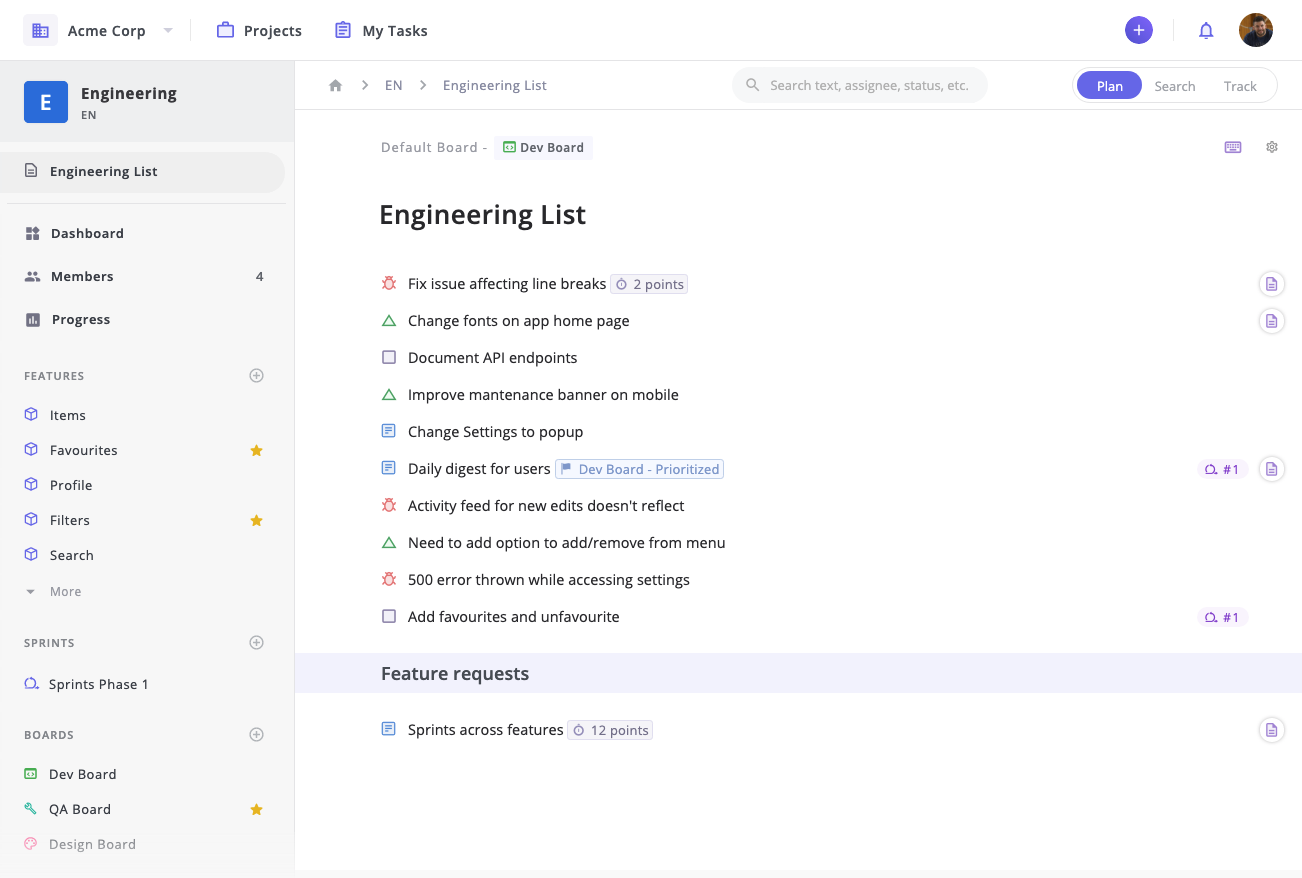 Acme Corp
Projects
My Tasks
E
Engineering
EN
EN
Engineering List
Search text, assignee, status, etc.
Plan
Search
Track
Engineering List
Dashboard
Members 4
Progress
FEATURES
Items
Favourites
Profile
Filters
Search
More
SPRINTS
Sprints Phase 1
BOARDS
Dev Board
QA Board
Design Board
Default Board - Dev Board
Engineering List
Fix issue affecting line breaks 2 points
Change fonts on app home page
Document API endpoints
Improve mantenance banner on mobile
Change Settings to popup
Daily digest for users Dev Board - Prioritized #1
Activity feed for new edits doesn't reflect
Need to add option to add/remove from menu
500 error thrown while accessing settings
Add favourites and unfavourite #1
Feature requests
Sprints across features 12 points